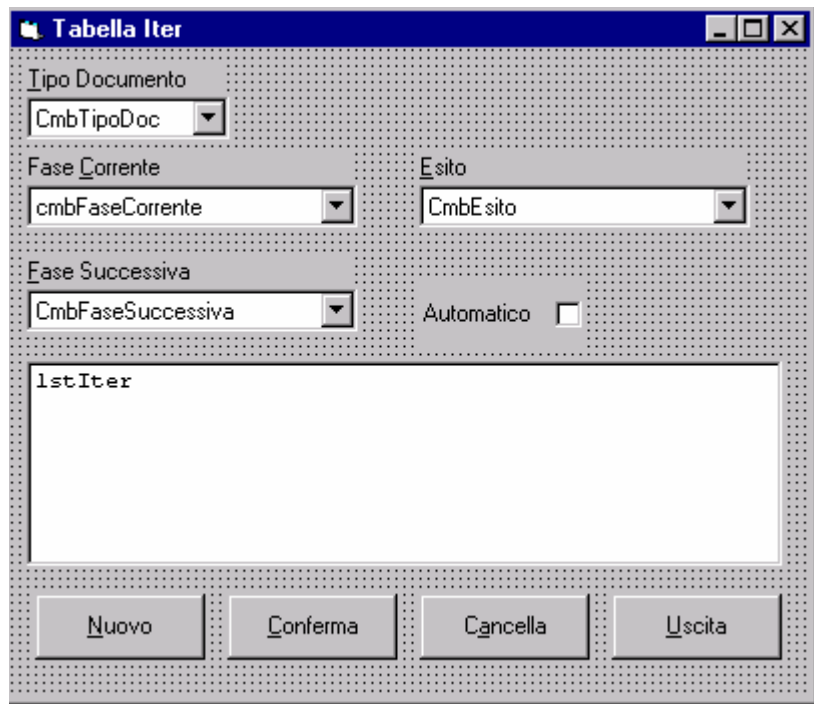 Tabella Iter
Tipo Documento
CmbTipoDoc
Fase Corrente
Esito
cmbFaseCorrente
CmbEsito
Fase Successiva
CmbFaseSuccessiva
Automatico
lstIter
Nuovo
Conferma
Cancella
Uscita